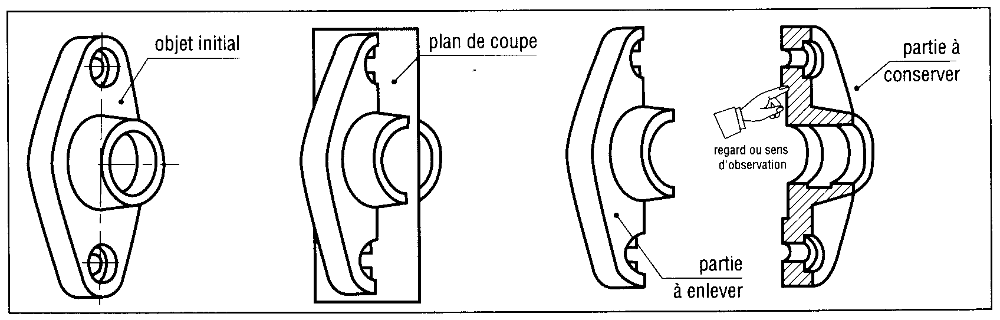 objet initial
plan de coupe
partie à
conserver
regard ou sens
d'observation
partie
à enlever